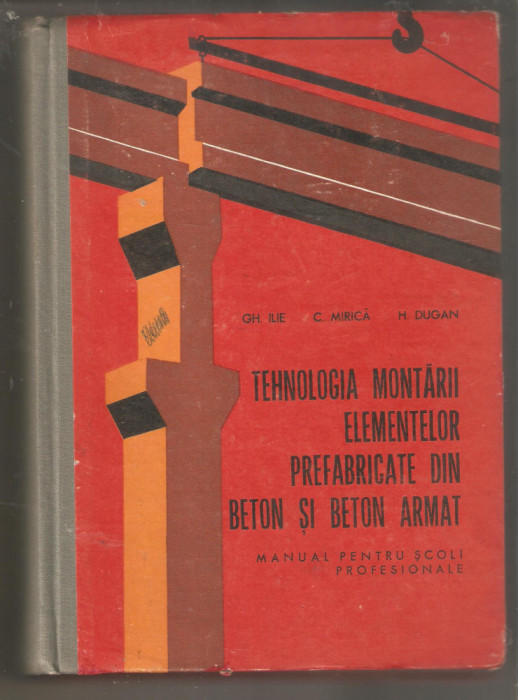 GH. ILIE C. MIRICĂ H. DUGAN
TEHNOLOGIA MONTĂRII
ELEMENTELOR
PREFABRICATE DIN
BETON ȘI BETON ARMAT
MANUAL PENTRU ȘCOLI
PROFESIONALE